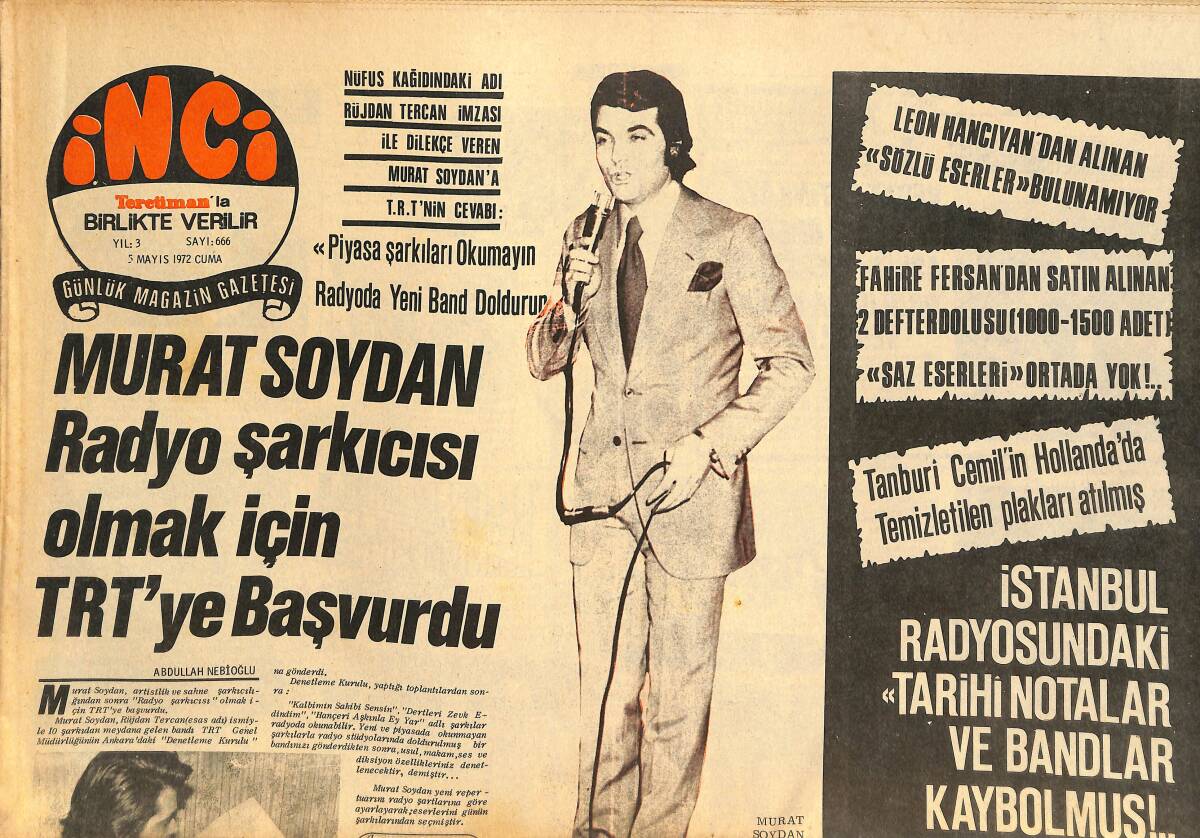 İNCİ
Tercüman'la
BİRLİKTE VERİLİR
YIL: 3 SAYI: 666
5 MAYIS 1972 CUMA
GÜNLÜK MAGAZİN GAZETESİ
NÜFUS KAĞIDINDAKİ ADI
RÜJDAN TERCAN İMZASI
İLE DİLEKÇE VEREN
MURAT SOYDAN'A
T.R.T'NİN CEVABI:
«Piyasa şarkıları Okumayın
Radyoda Yeni Band Doldurun
MURAT SOYDAN
Radyo şarkıcısı
olmak için
TRT'ye Başvurdu
ABDULLAH NEBİOĞLU
Murat Soydan, artistlik ve sahne şarkıcılı-
ğından sonra "Radyo şarkıcısı" olmak i-
çin TRT'ye başvurdu.
Murat Soydan, Rüjdan Tercan(esas adı) ismiy-
le 10 şarkıdan meydana gelen bandı TRT Genel
Müdürlüğünün Ankara'daki "Denetleme Kurulu"
na gönderdi.
Denetleme Kurulu, yaptığı toplantılardan son-
ra :
"Kalbimin Sahibi Sensin", "Dertleri Zevk E-
dindim", "Hançeri Aşkınla Ey Yar" adlı şarkılar
radyoda okunabilir. Yeni ve piyasada okunmayan
şarkılarla radyo stüdyolarında doldurulmuş bir
bandınızı gönderdikten sonra, usul, makam, ses ve
diksiyon özellikleriniz denet-
lenecektir, demiştir...
Murat Soydan yeni reper -
tuarını radyo şartlarına göre
ayarlayarak; eserlerini günün
şarkılarından seçmiştir.
MURAT
SOYDAN
LEON HANCIYAN'DAN ALINAN
«SÖZLÜ ESERLER» BULUNAMIYOR
FAHİRE FERSAN'DAN SATIN ALINAN
2 DEFTER DOLUSU (1000-1500 ADET)
«SAZ ESERLERİ» ORTADA YOK!..
Tanburi Cemil'in Hollanda'da
Temizletilen plakları atılmış
İSTANBUL
RADYOSUNDAKİ
«TARİHİ NOTALAR
VE BANDLAR
KAYBOLMUŞ!..